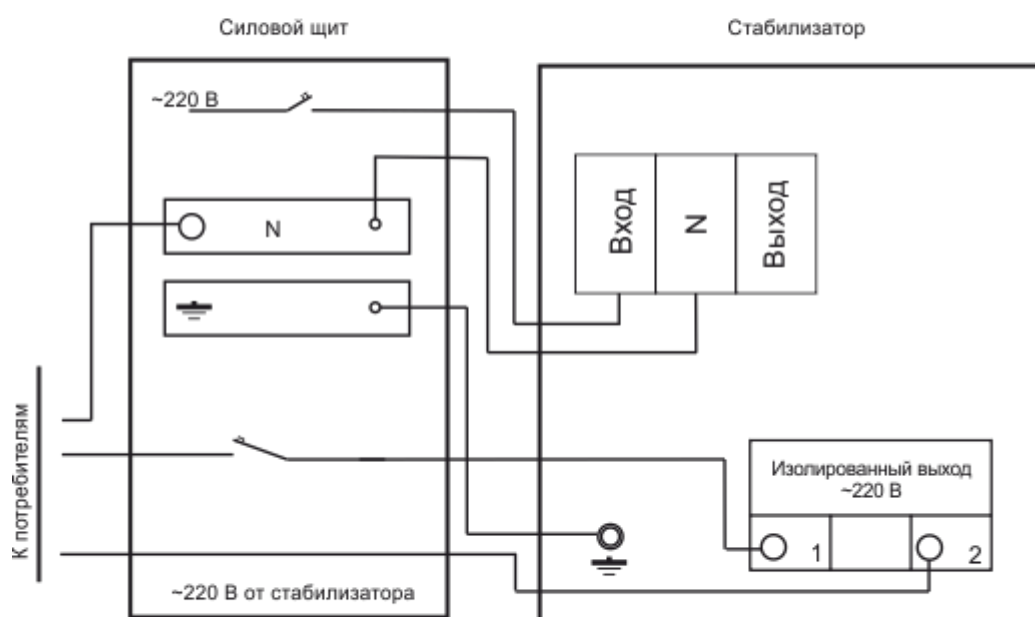 Силовой щит
Стабилизатор
~220 В
Вход
N
Выход
N
К потребителям
Изолированный выход
~220 В
1
2
~220 В от стабилизатора